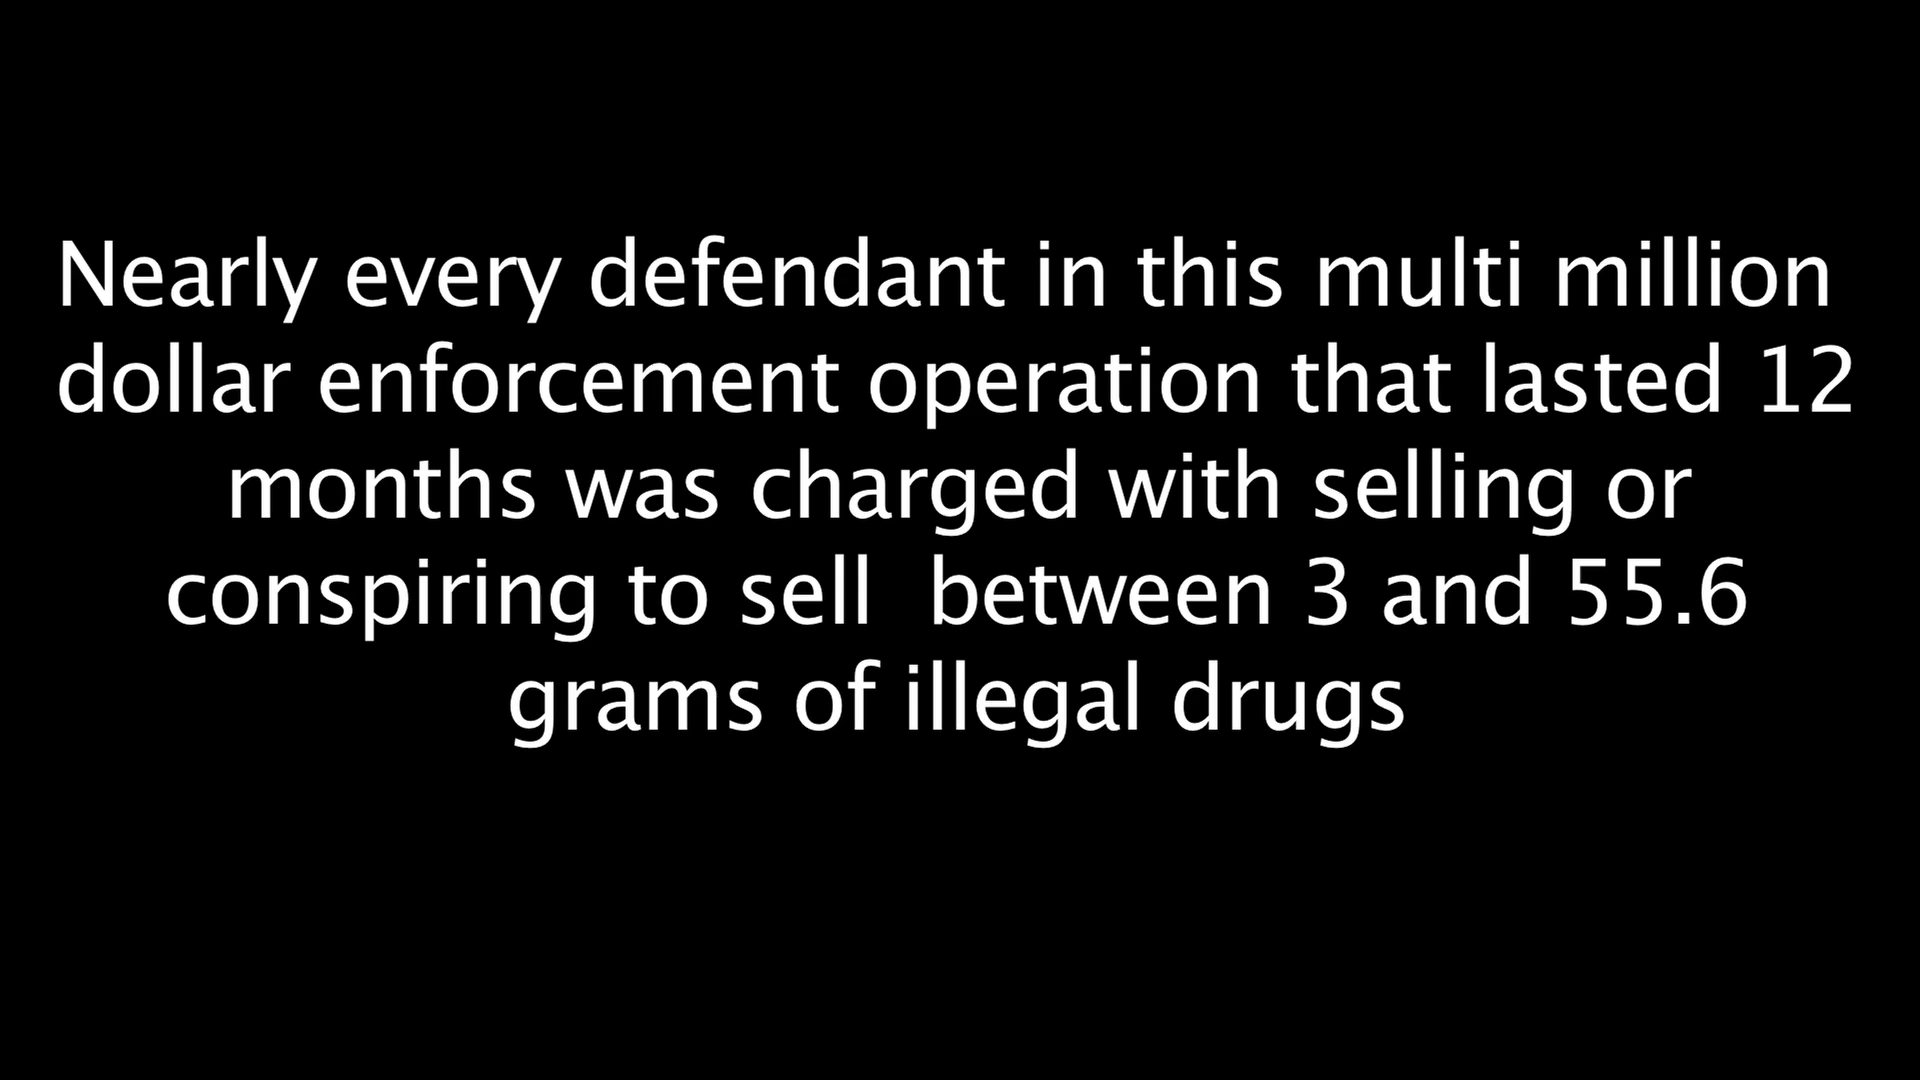 Nearly every defendant in this multi million
dollar enforcement operation that lasted 12
months was charged with selling or
conspiring to sell  between 3 and 55.6
grams of illegal drugs